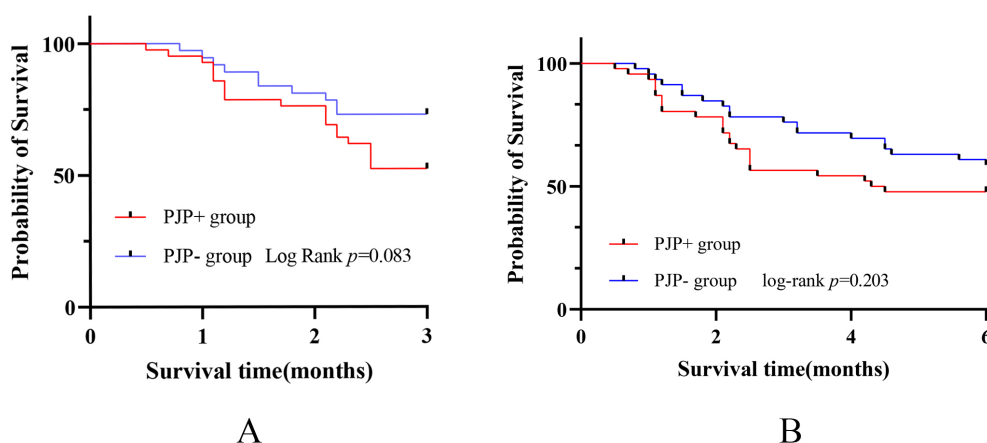 Probability of Survival
100
50
0
PJP+ group
PJP- group Log Rank p=0.083
0 1 2 3
Survival time(months)
A
Probability of Survival
100
50
0
PJP+ group
PJP- group log-rank p=0.203
0 2 4 6
Survival time(months)
B